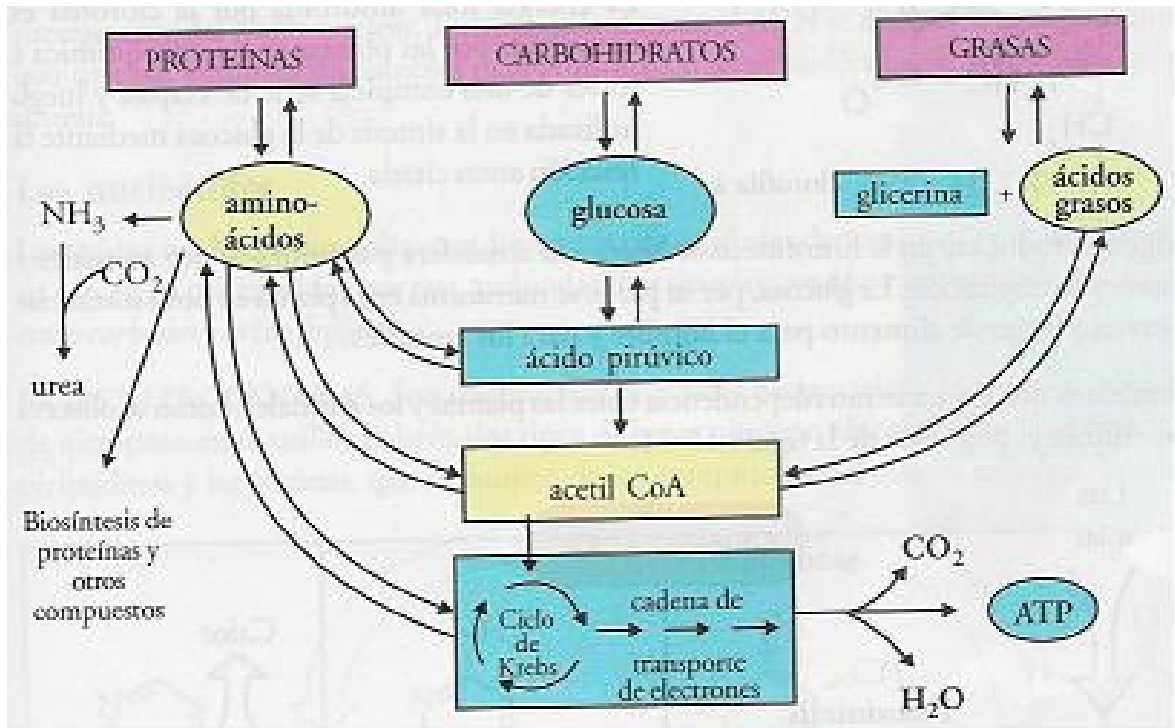 PROTEÍNAS
CARBOHIDRATOS
GRASAS
amino-
ácidos
glucosa
glicerina
+
ácidos
grasos
NH₃
CO₂
urea
ácido pirúvico
acetil CoA
Biosíntesis de
proteínas y
otros
compuestos
Ciclo
de
Krebs
cadena de
transporte
de electrones
CO₂
ATP
H₂O